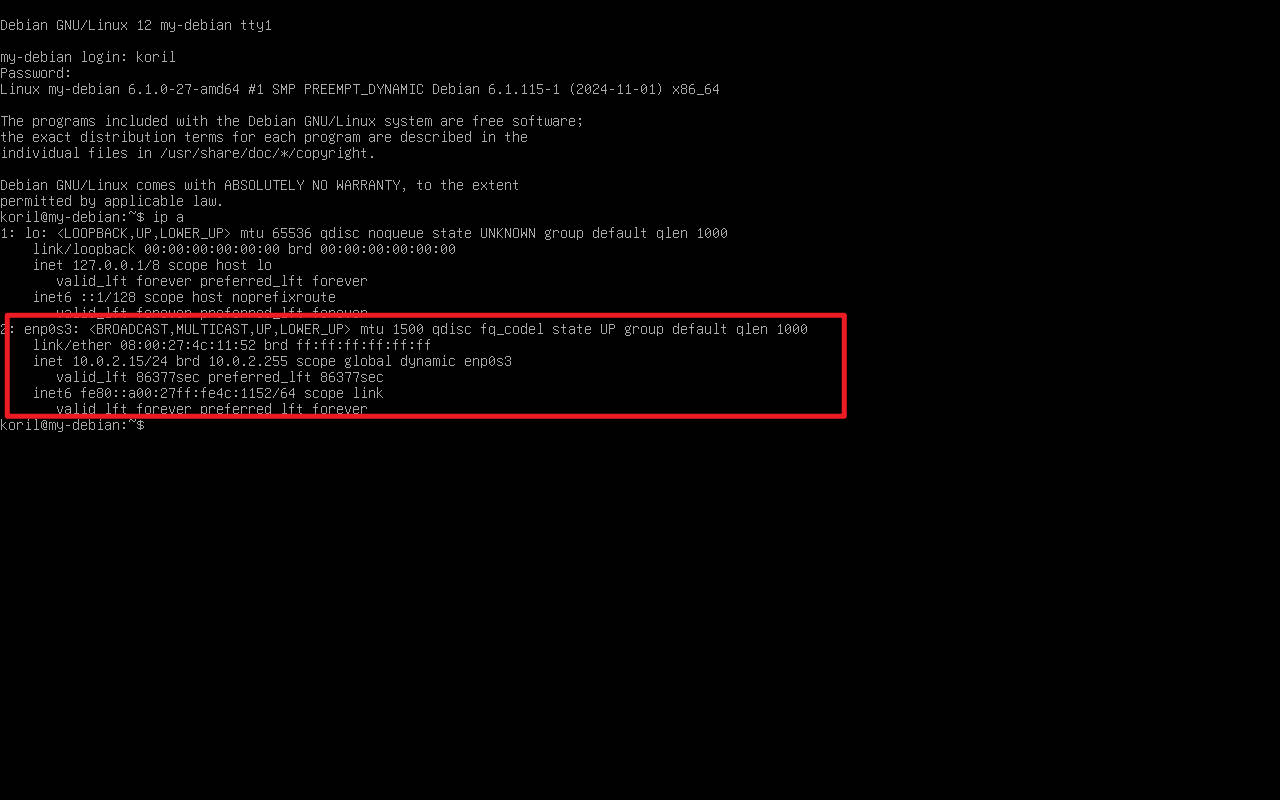 Debian GNU/Linux 12 my-debian tty1
my-debian login: koril
Password:
Linux my-debian 6.1.0-27-amd64 #1 SMP PREEMPT_DYNAMIC Debian 6.1.115-1 (2024-11-01) x86_64
The programs included with the Debian GNU/Linux system are free software;
the exact distribution terms for each program are described in the
individual files in /usr/share/doc/*/copyright.
Debian GNU/Linux comes with ABSOLUTELY NO WARRANTY, to the extent
permitted by applicable law.
koril@my-debian:~$ ip a
1: lo: <LOOPBACK,UP,LOWER_UP> mtu 65536 qdisc noqueue state UNKNOWN group default qlen 1000
    link/loopback 00:00:00:00:00:00 brd 00:00:00:00:00:00
    inet 127.0.0.1/8 scope host lo
       valid_lft forever preferred_lft forever
    inet6 ::1/128 scope host noprefixroute
       valid_lft forever preferred_lft forever
2: enp0s3: <BROADCAST,MULTICAST,UP,LOWER_UP> mtu 1500 qdisc fq_codel state UP group default qlen 1000
    link/ether 08:00:27:4c:11:52 brd ff:ff:ff:ff:ff:ff
    inet 10.0.2.15/24 brd 10.0.2.255 scope global dynamic enp0s3
       valid_lft 86377sec preferred_lft 86377sec
    inet6 fe80::a00:27ff:fe4c:1152/64 scope link
       valid_lft forever preferred_lft forever
koril@my-debian:~$